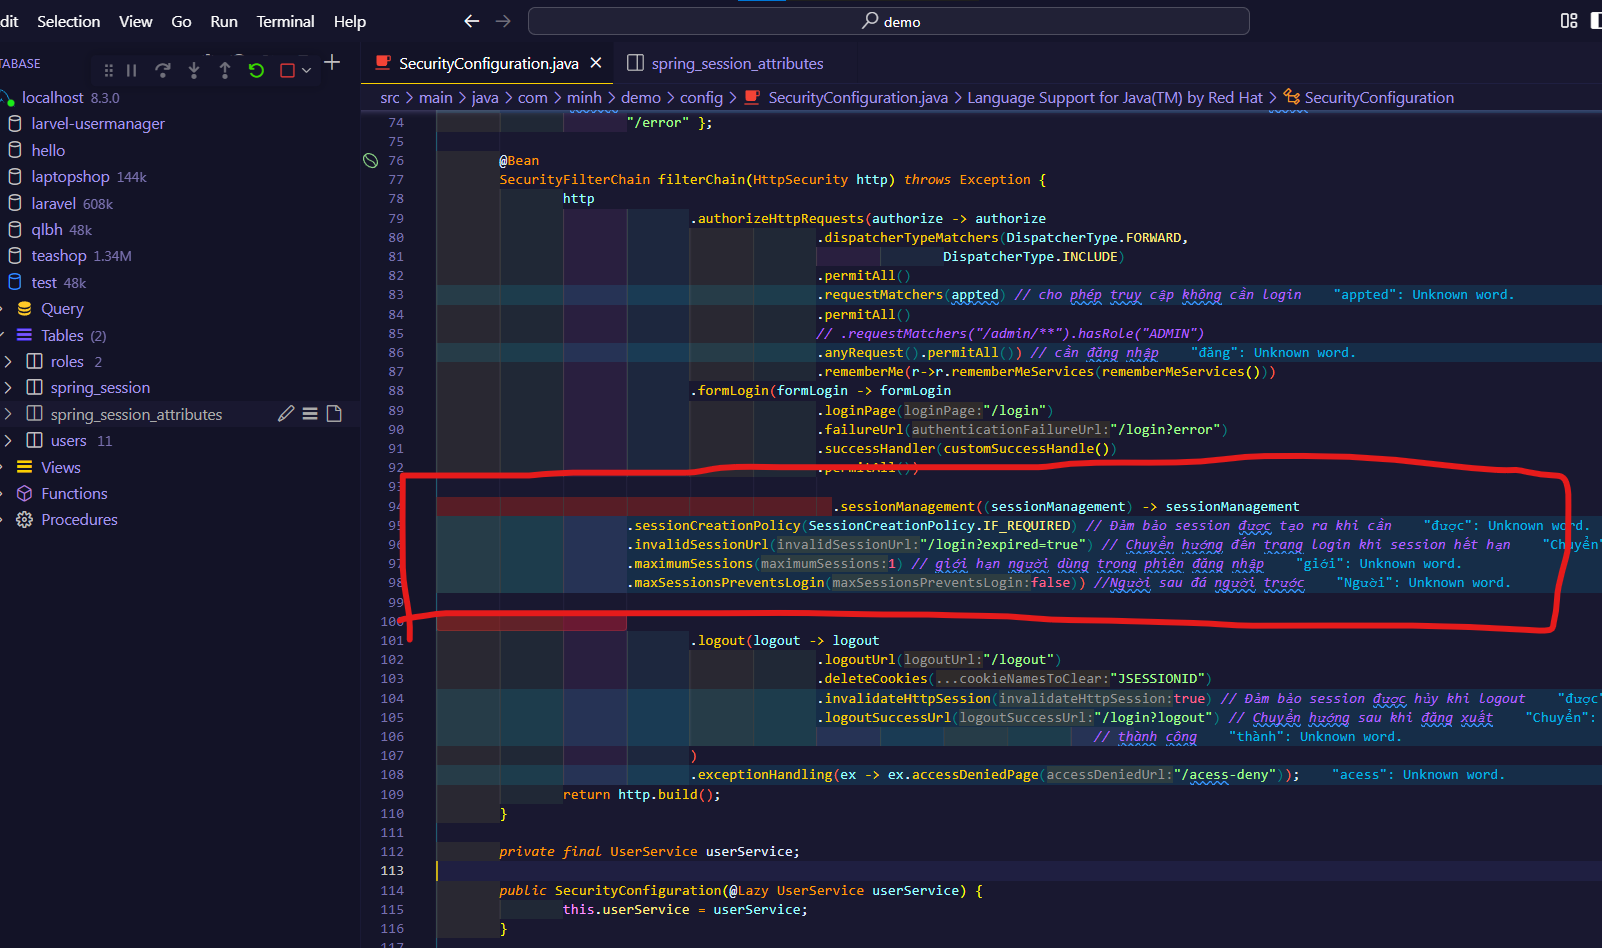 dit Selection View Go Run Terminal Help
demo
TABASE
SecurityConfiguration.java
spring_session_attributes
src > main > java > com > minh > demo > config > SecurityConfiguration.java > Language Support for Java(TM) by Red Hat > SecurityConfiguration
localhost 8.3.0
larvel-usermanager
hello
laptopshop 144k
laravel 608k
qlbh 48k
teashop 1.34M
test 48k
Query
Tables (2)
roles 2
spring_session
spring_session_attributes
users 11
Views
Functions
Procedures
74 "/error" };
75
76 @Bean
77 SecurityFilterChain filterChain(HttpSecurity http) throws Exception {
78 http
79 .authorizeHttpRequests(authorize -> authorize
80 .dispatcherTypeMatchers(DispatcherType.FORWARD,
81 DispatcherType.INCLUDE)
82 .permitAll()
83 .requestMatchers(appted) // cho phép truy cập không cần login "appted": Unknown word.
84 .permitAll()
85 // .requestMatchers("/admin/**").hasRole("ADMIN")
86 .anyRequest().permitAll()) // cần đăng nhập "đăng": Unknown word.
87 .rememberMe(r->r.rememberMeServices(rememberMeServices()))
88 .formLogin(formLogin -> formLogin
89 .loginPage(loginPage:"/login")
90 .failureUrl(authenticationFailureUrl:"/login?error")
91 .successHandler(customSuccessHandle())
92 .permitAll())
93
94 .sessionManagement((sessionManagement) -> sessionManagement
95 .sessionCreationPolicy(SessionCreationPolicy.IF_REQUIRED) // Đảm bảo session được tạo ra khi cần "được": Unknown word.
96 .invalidSessionUrl(invalidSessionUrl:"/login?expired=true") // Chuyển hướng đến trang login khi session hết hạn "Chuyển"
97 .maximumSessions(maximumSessions:1) // giới hạn người dùng trong phiên đăng nhập "giới": Unknown word.
98 .maxSessionsPreventsLogin(maxSessionsPreventsLogin:false)) //Người sau đá người trước "Người": Unknown word.
99
100
101 .logout(logout -> logout
102 .logoutUrl(logoutUrl:"/logout")
103 .deleteCookies(...cookieNamesToClear:"JSESSIONID")
104 .invalidateHttpSession(invalidateHttpSession:true) // Đảm bảo session được hủy khi logout "được"
105 .logoutSuccessUrl(logoutSuccessUrl:"/login?logout") // Chuyển hướng sau khi đăng xuất "Chuyển":
106 // thành công "thành": Unknown word.
107 )
108 .exceptionHandling(ex -> ex.accessDeniedPage(accessDeniedUrl:"/acess-deny")); "acess": Unknown word.
109 return http.build();
110 }
111
112 private final UserService userService;
113
114 public SecurityConfiguration(@Lazy UserService userService) {
115 this.userService = userService;
116 }
117